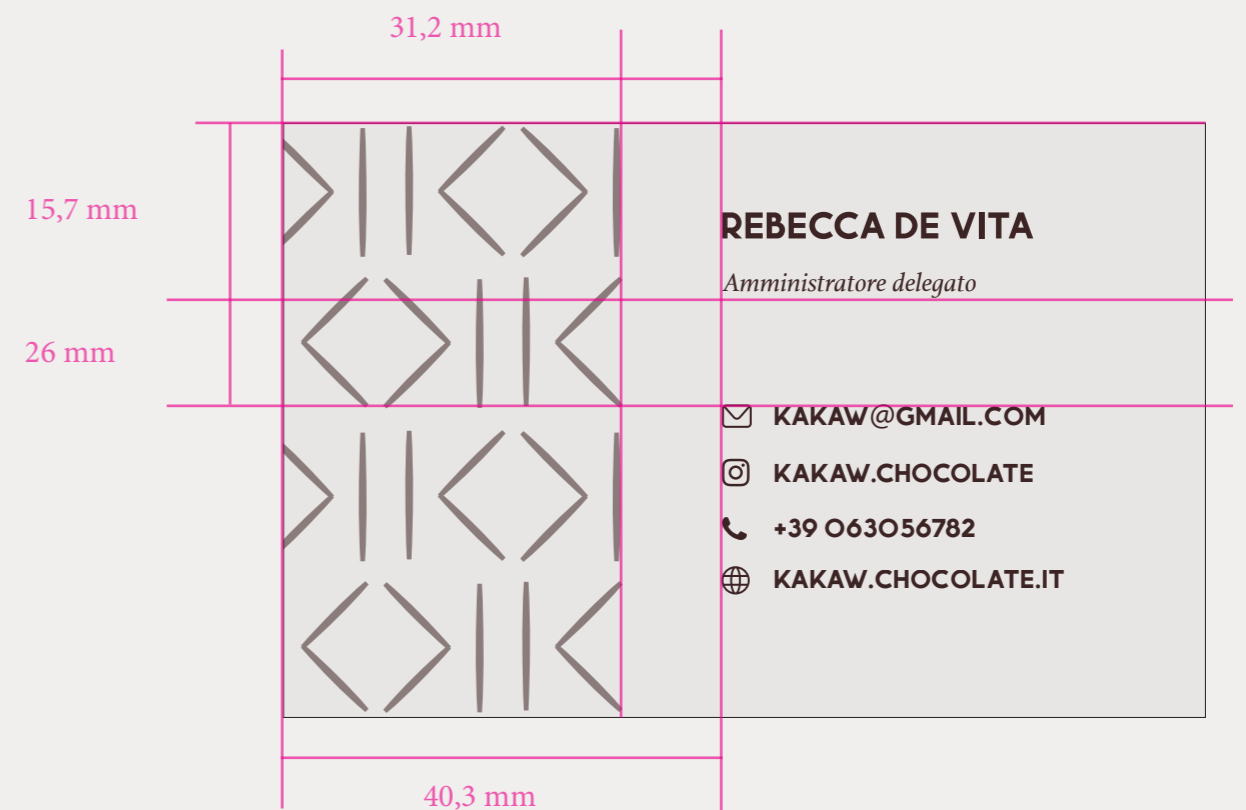 31,2 mm
15,7 mm
REBECCA DE VITA
Amministratore delegato
26 mm
KAKAW@GMAIL.COM
KAKAW.CHOCOLATE
+39 063056782
KAKAW.CHOCOLATE.IT
40,3 mm